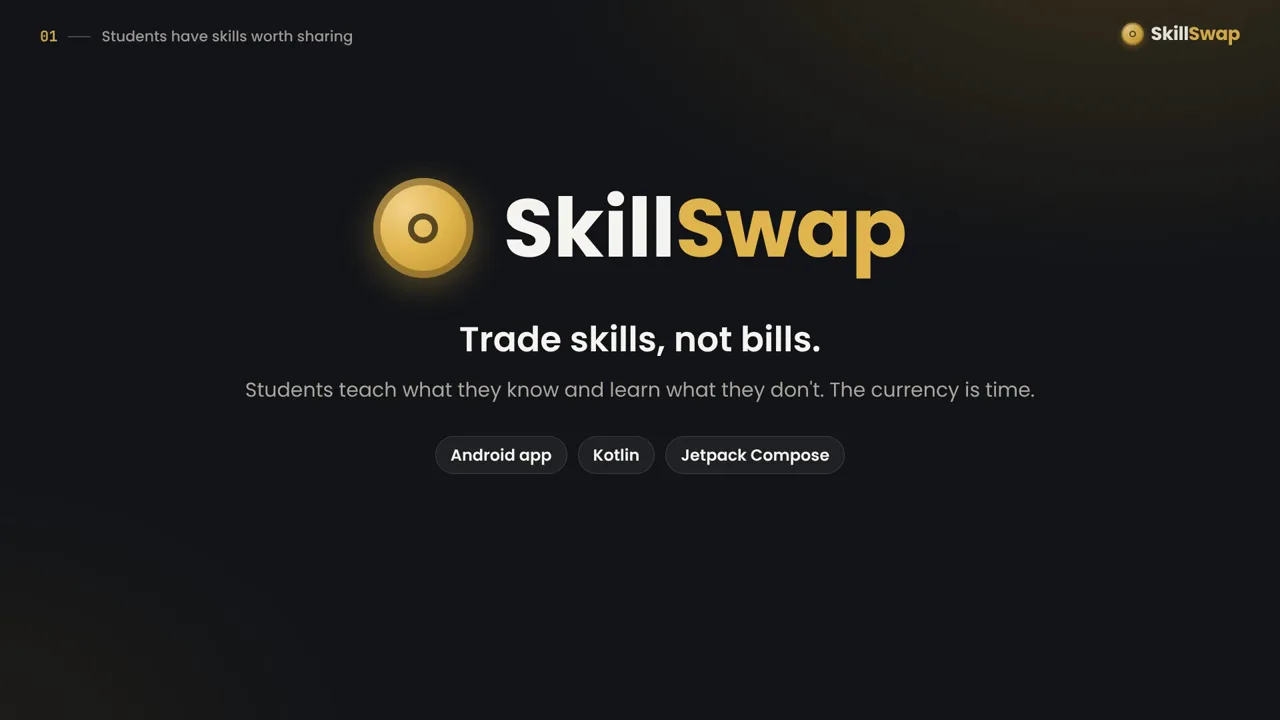 01 Students have skills worth sharing
SkillSwap
SkillSwap
Trade skills, not bills.
Students teach what they know and learn what they don't. The currency is time.
Android app Kotlin Jetpack Compose